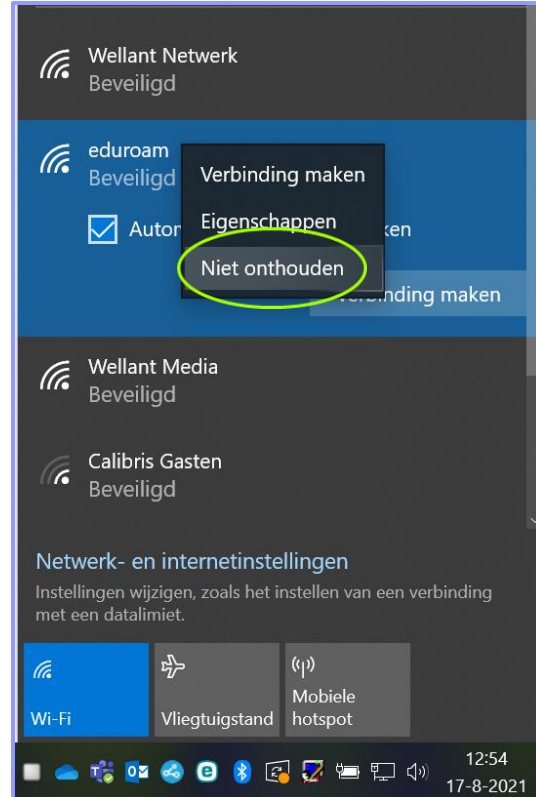 Wellant Netwerk
Beveiligd
eduroam
Beveiligd
Verbinding maken
Eigenschappen
Niet onthouden
Verbinding maken
Wellant Media
Beveiligd
Calibris Gasten
Beveiligd
Netwerk- en internetinstellingen
Instellingen wijzigen, zoals het instellen van een verbinding
met een datalimiet.
Wi-Fi
Vliegtuigstand
Mobiele
hotspot
12:54
17-8-2021